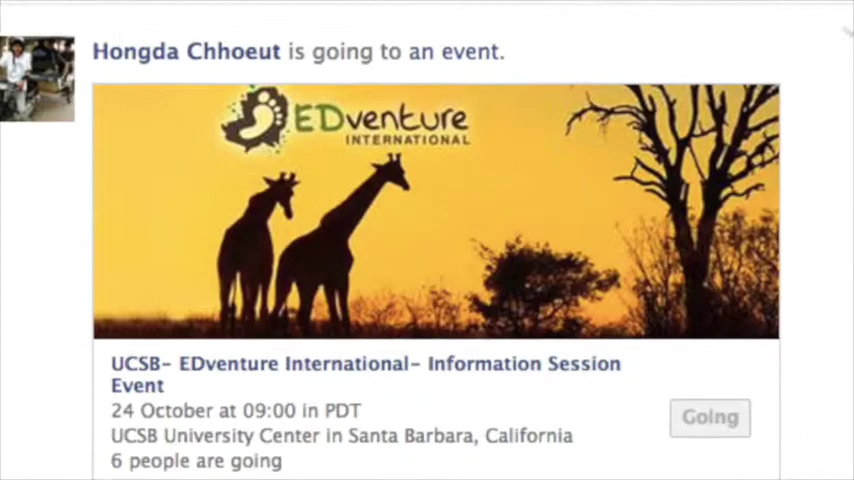 Hongda Chhoeut is going to an event.
EDventure
INTERNATIONAL
UCSB- EDventure International- Information Session
Event
24 October at 09:00 in PDT
UCSB University Center in Santa Barbara, California
6 people are going
Going